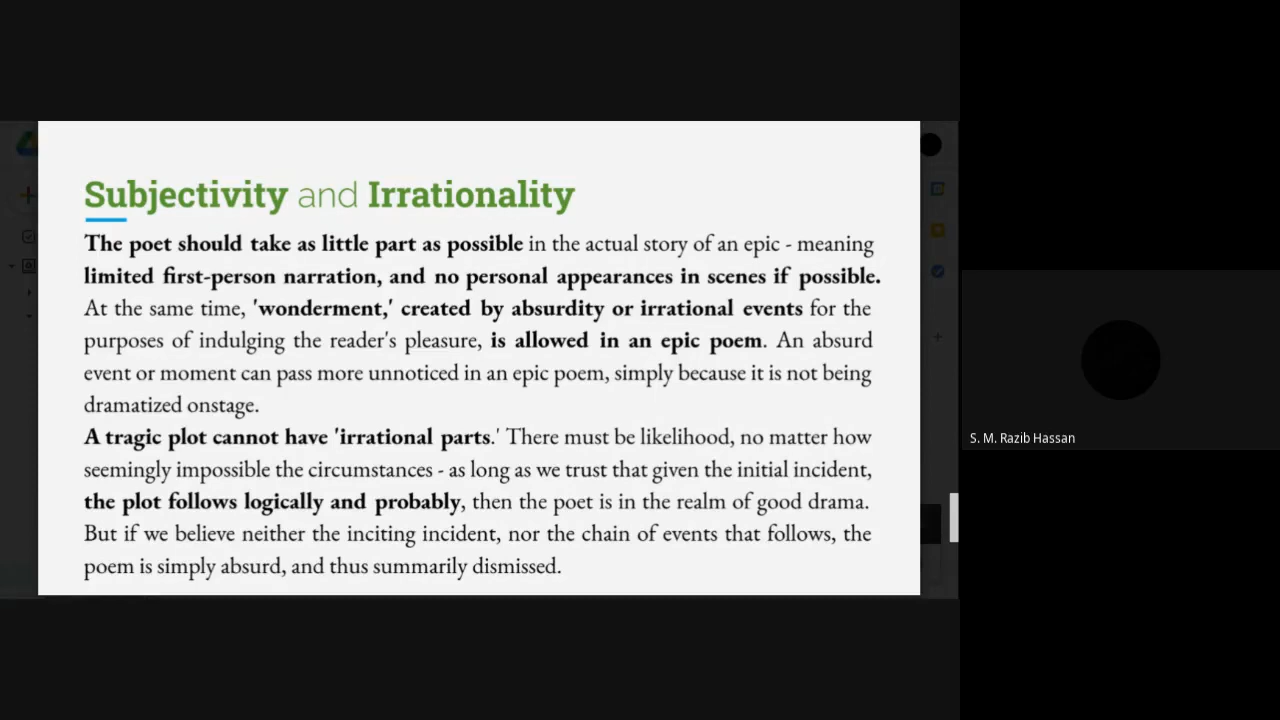 Subjectivity and Irrationality
The poet should take as little part as possible in the actual story of an epic - meaning
limited first-person narration, and no personal appearances in scenes if possible.
At the same time, 'wonderment,' created by absurdity or irrational events for the
purposes of indulging the reader's pleasure, is allowed in an epic poem. An absurd
event or moment can pass more unnoticed in an epic poem, simply because it is not being
dramatized onstage.
A tragic plot cannot have 'irrational parts.' There must be likelihood, no matter how
seemingly impossible the circumstances - as long as we trust that given the initial incident,
the plot follows logically and probably, then the poet is in the realm of good drama.
But if we believe neither the inciting incident, nor the chain of events that follows, the
poem is simply absurd, and thus summarily dismissed.
S. M. Razib Hassan